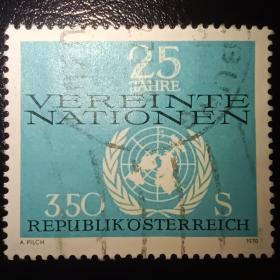 25
JAHRE
VEREINTE
NATIONEN
3.50 S
REPUBLIK ÖSTERREICH
A. PILCH 1970